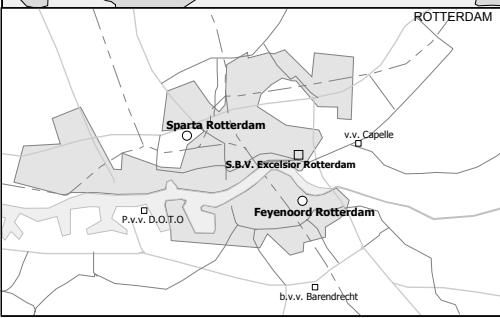 ROTTERDAM
Sparta Rotterdam
v.v. Capelle
S.B.V. Excelsior Rotterdam
P.v.v. D.O.T.O
Feyenoord Rotterdam
b.v.v. Barendrecht